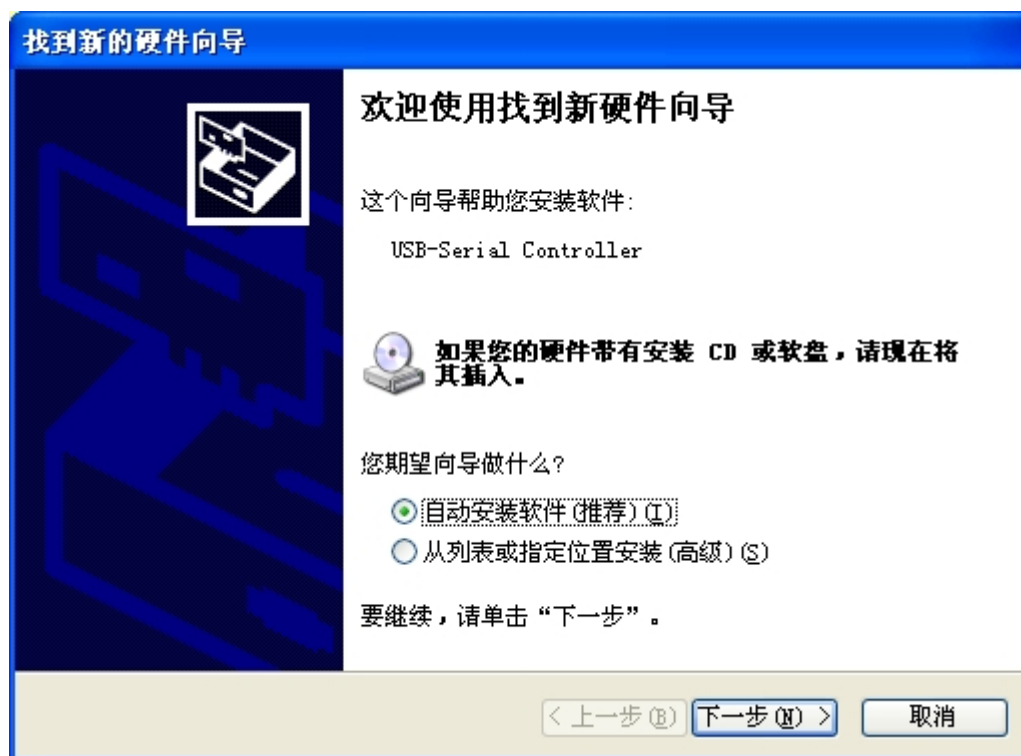 找到新的硬件向导
欢迎使用找到新硬件向导
这个向导帮助您安装软件:
USB-Serial Controller
如果您的硬件带有安装 CD 或软盘，请现在将
其插入。
您期望向导做什么?
自动安装软件(推荐)(I)
从列表或指定位置安装(高级)(S)
要继续，请单击“下一步”。
< 上一步(B)
下一步(N) >
取消